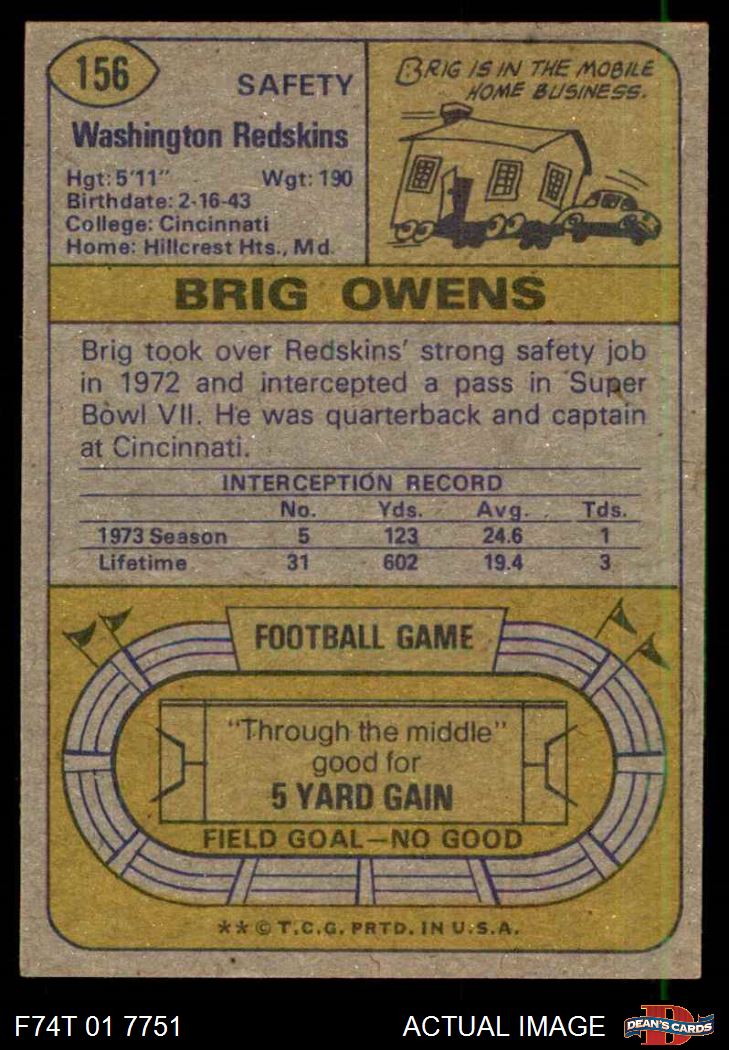 156
SAFETY
Washington Redskins
Hgt: 5'11" Wgt: 190
Birthdate: 2-16-43
College: Cincinnati
Home: Hillcrest Hts., Md.
BRIG IS IN THE MOBILE
HOME BUSINESS.
BRIG OWENS
Brig took over Redskins' strong safety job
in 1972 and intercepted a pass in Super
Bowl VII. He was quarterback and captain
at Cincinnati.
INTERCEPTION RECORD
No. Yds. Avg. Tds.
1973 Season 5 123 24.6 1
Lifetime 31 602 19.4 3
FOOTBALL GAME
"Through the middle"
good for
5 YARD GAIN
FIELD GOAL—NO GOOD
** © T.C.G. PRTD. IN U.S.A.
F74T 01 7751 ACTUAL IMAGE
D
DEAN'S CARDS